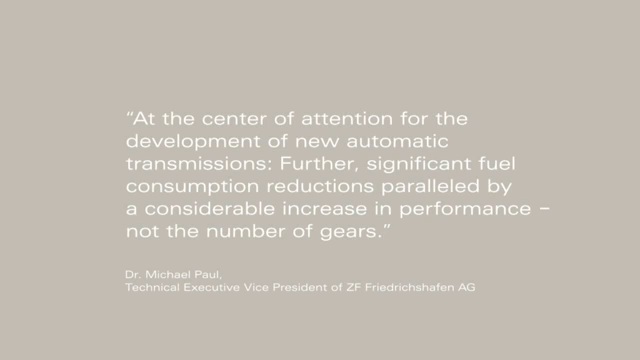 "At the center of attention for the
development of new automatic
transmissions: Further, significant fuel
consumption reductions paralleled by
a considerable increase in performance –
not the number of gears."
Dr. Michael Paul,
Technical Executive Vice President of ZF Friedrichshafen AG